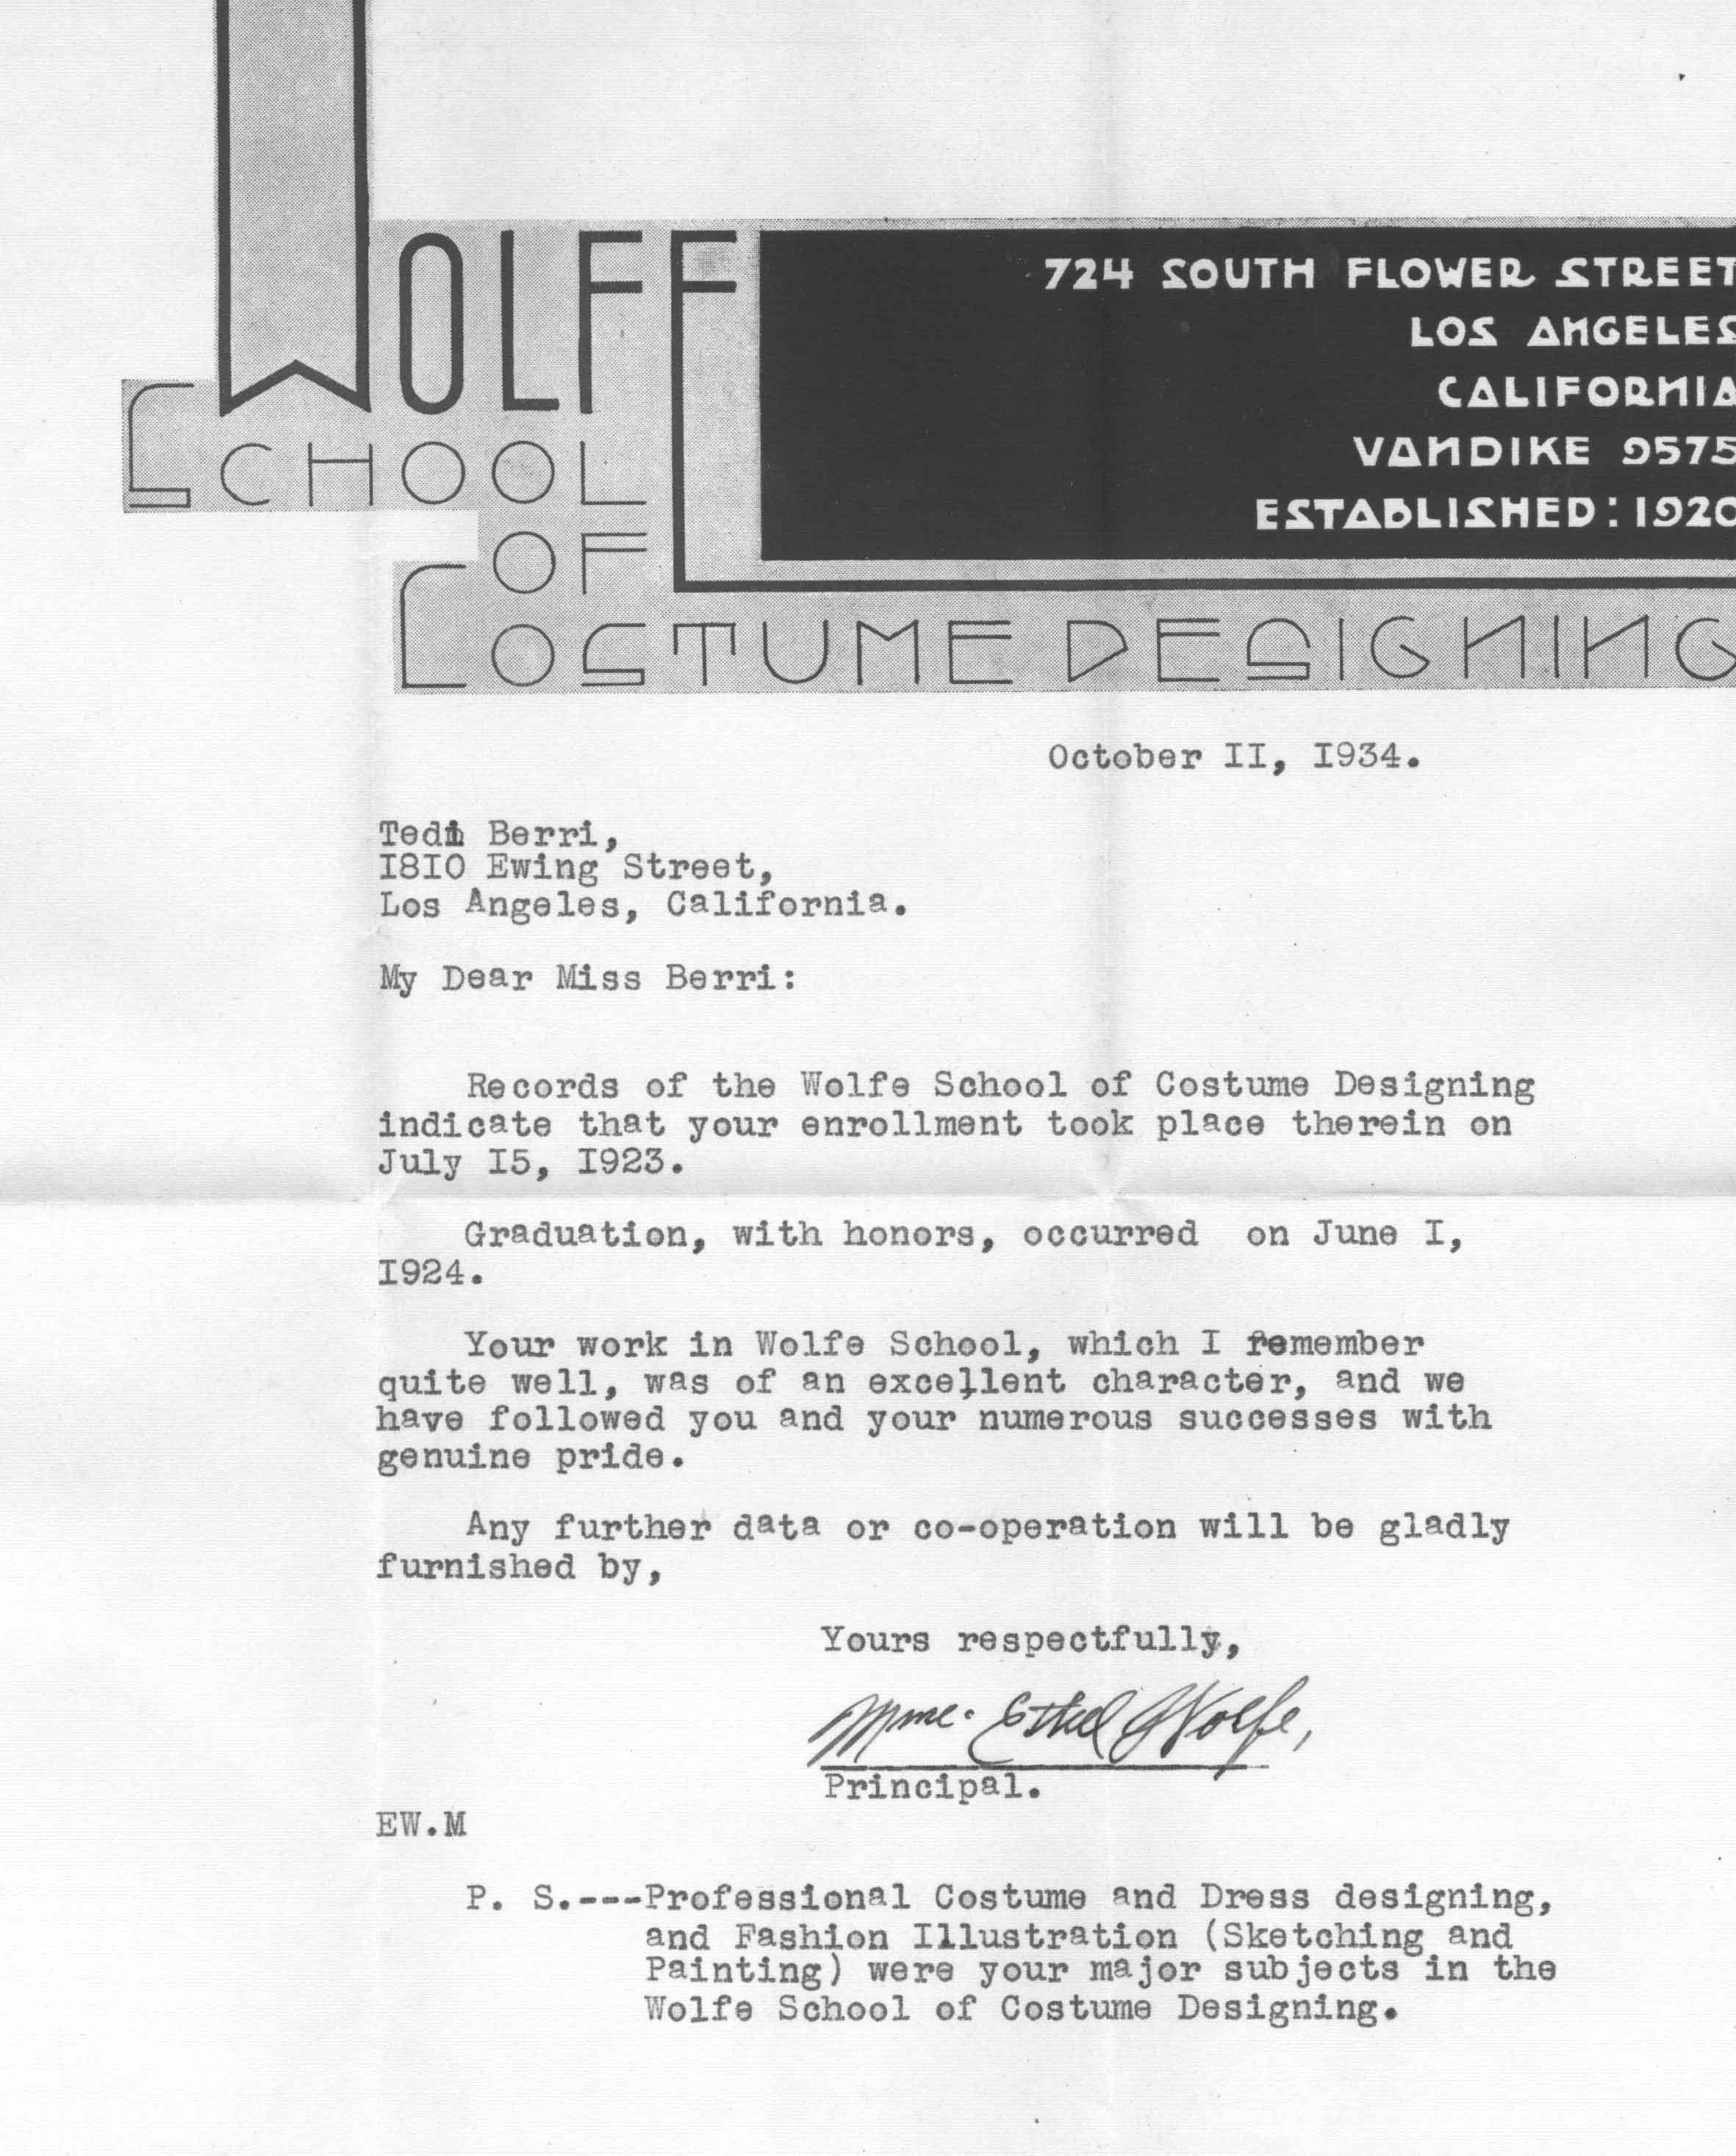 WOLFE
SCHOOL
OF
COSTUME DESIGNING
724 SOUTH FLOWER STREET
LOS ANGELES
CALIFORNIA
VANDIKE 9575
ESTABLISHED: 1920
October II, I934.
Tedi Berri,
I8IO Ewing Street,
Los Angeles, California.
My Dear Miss Berri:
Records of the Wolfe School of Costume Designing
indicate that your enrollment took place therein on
July I5, I923.
Graduation, with honors, occurred on June I,
I924.
Your work in Wolfe School, which I remember
quite well, was of an excellent character, and we
have followed you and your numerous successes with
genuine pride.
Any further data or co-operation will be gladly
furnished by,
Yours respectfully,
Mme. Ethel Wolfe,
Principal.
EW.M
P. S.---Professional Costume and Dress designing,
and Fashion Illustration (Sketching and
Painting) were your major subjects in the
Wolfe School of Costume Designing.